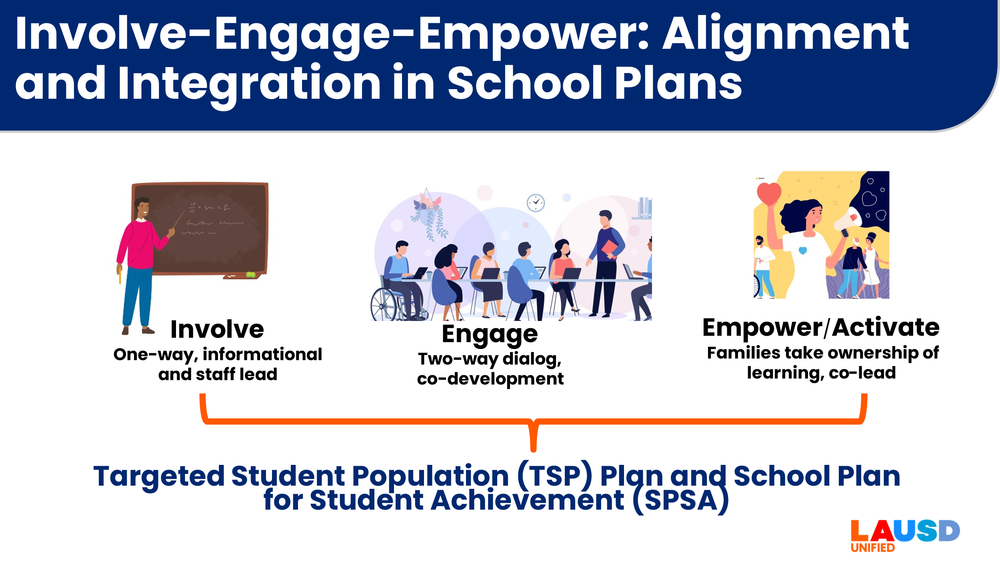 Involve-Engage-Empower: Alignment
and Integration in School Plans
Involve
One-way, informational
and staff lead
Engage
Two-way dialog,
co-development
Empower/Activate
Families take ownership of
learning, co-lead
Targeted Student Population (TSP) Plan and School Plan
for Student Achievement (SPSA)
LAUSD
UNIFIED